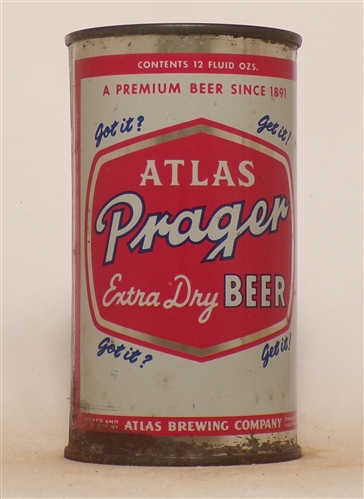 CONTENTS 12 FLUID OZS.
A PREMIUM BEER SINCE 1891
Got it? Get it!
ATLAS
Prager
Extra Dry BEER
Got it? Get it!
ATLAS BREWING COMPANY